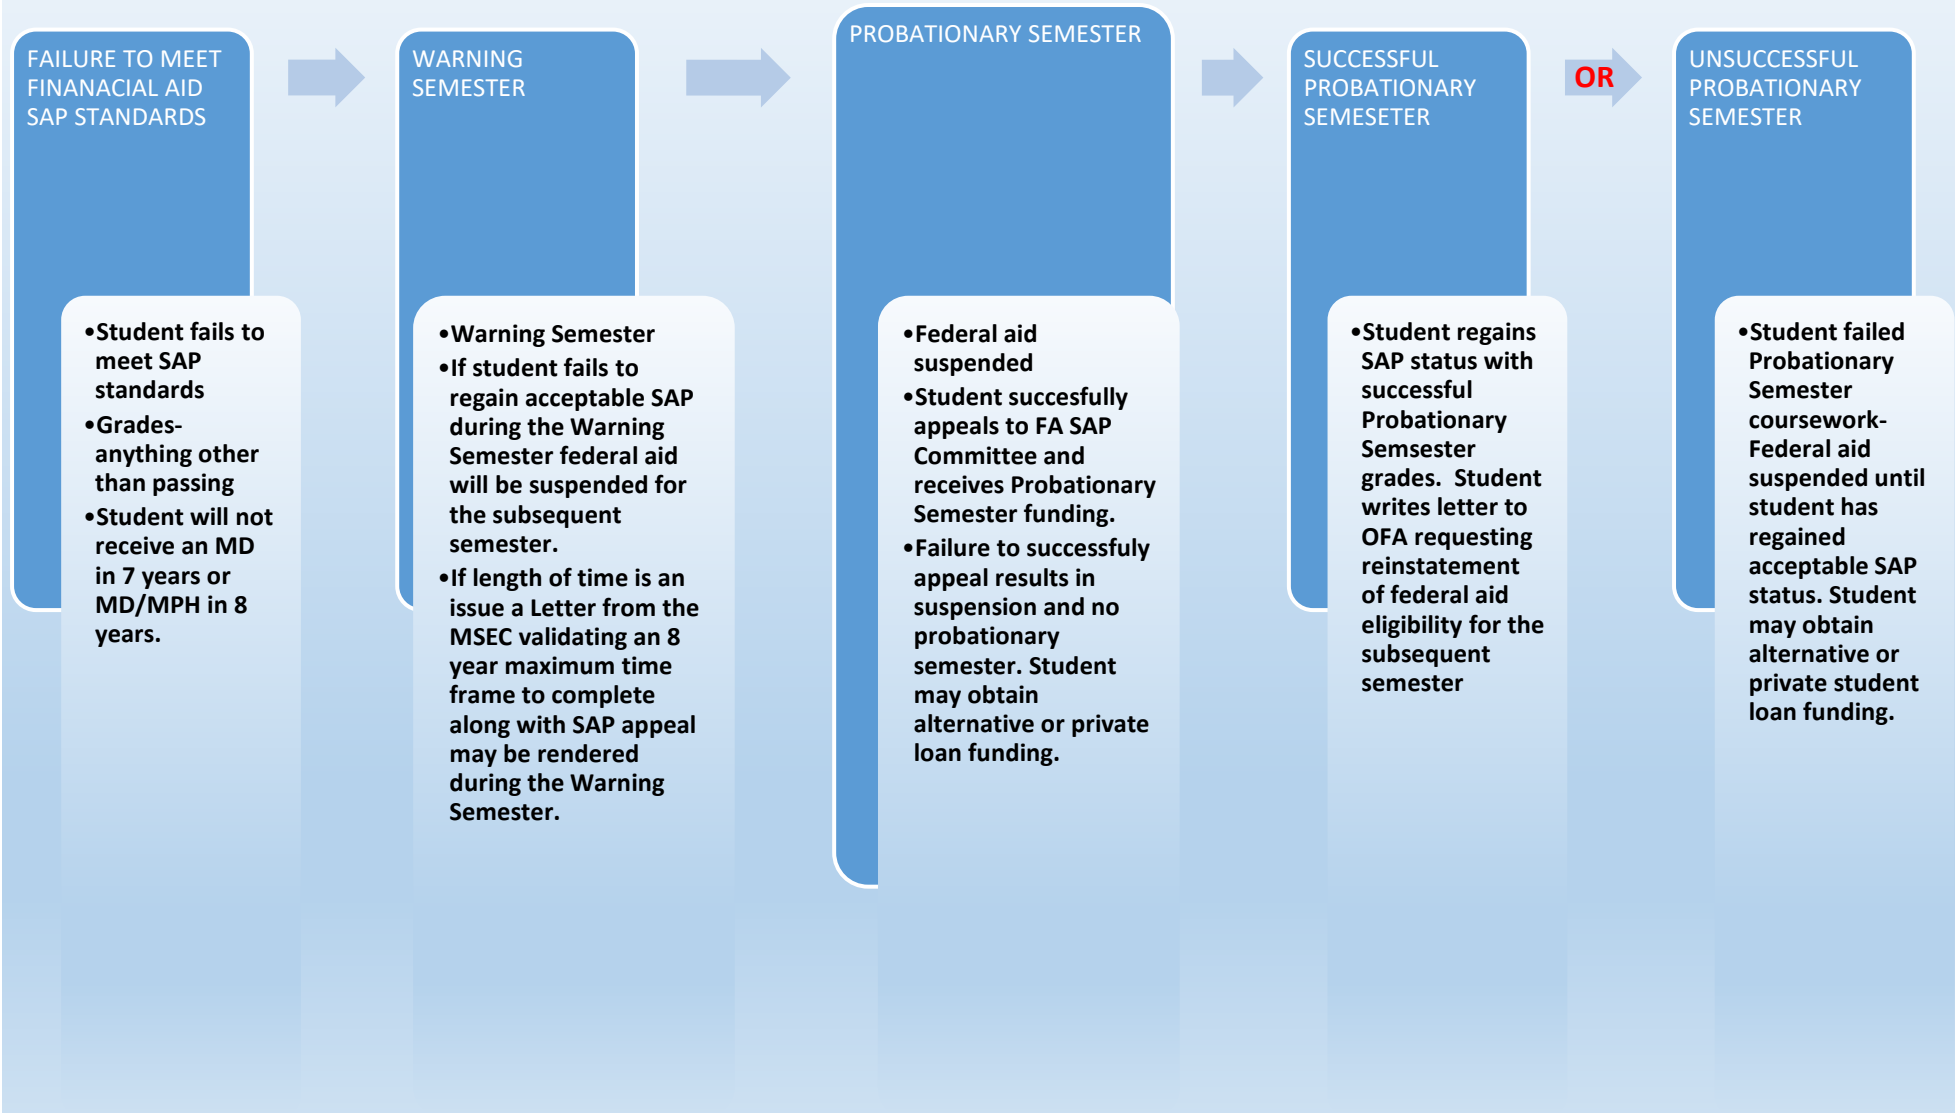 FAILURE TO MEET
FINANACIAL AID
SAP STANDARDS
•Student fails to
meet SAP
standards
•Grades-
anything other
than passing
•Student will not
receive an MD
in 7 years or
MD/MPH in 8
years.
WARNING
SEMESTER
•Warning Semester
•If student fails to
regain acceptable SAP
during the Warning
Semester federal aid
will be suspended for
the subsequent
semester.
•If length of time is an
issue a Letter from the
MSEC validating an 8
year maximum time
frame to complete
along with SAP appeal
may be rendered
during the Warning
Semester.
PROBATIONARY SEMESTER
•Federal aid
suspended
•Student succesfully
appeals to FA SAP
Committee and
receives Probationary
Semester funding.
•Failure to successfuly
appeal results in
suspension and no
probationary
semester. Student
may obtain
alternative or private
loan funding.
SUCCESSFUL
PROBATIONARY
SEMESETER
•Student regains
SAP status with
successful
Probationary
Semsester
grades.  Student
writes letter to
OFA requesting
reinstatement
of federal aid
eligibility for the
subsequent
semester
OR
UNSUCCESSFUL
PROBATIONARY
SEMESTER
•Student failed
Probationary
Semester
coursework-
Federal aid
suspended until
student has
regained
acceptable SAP
status. Student
may obtain
alternative or
private student
loan funding.